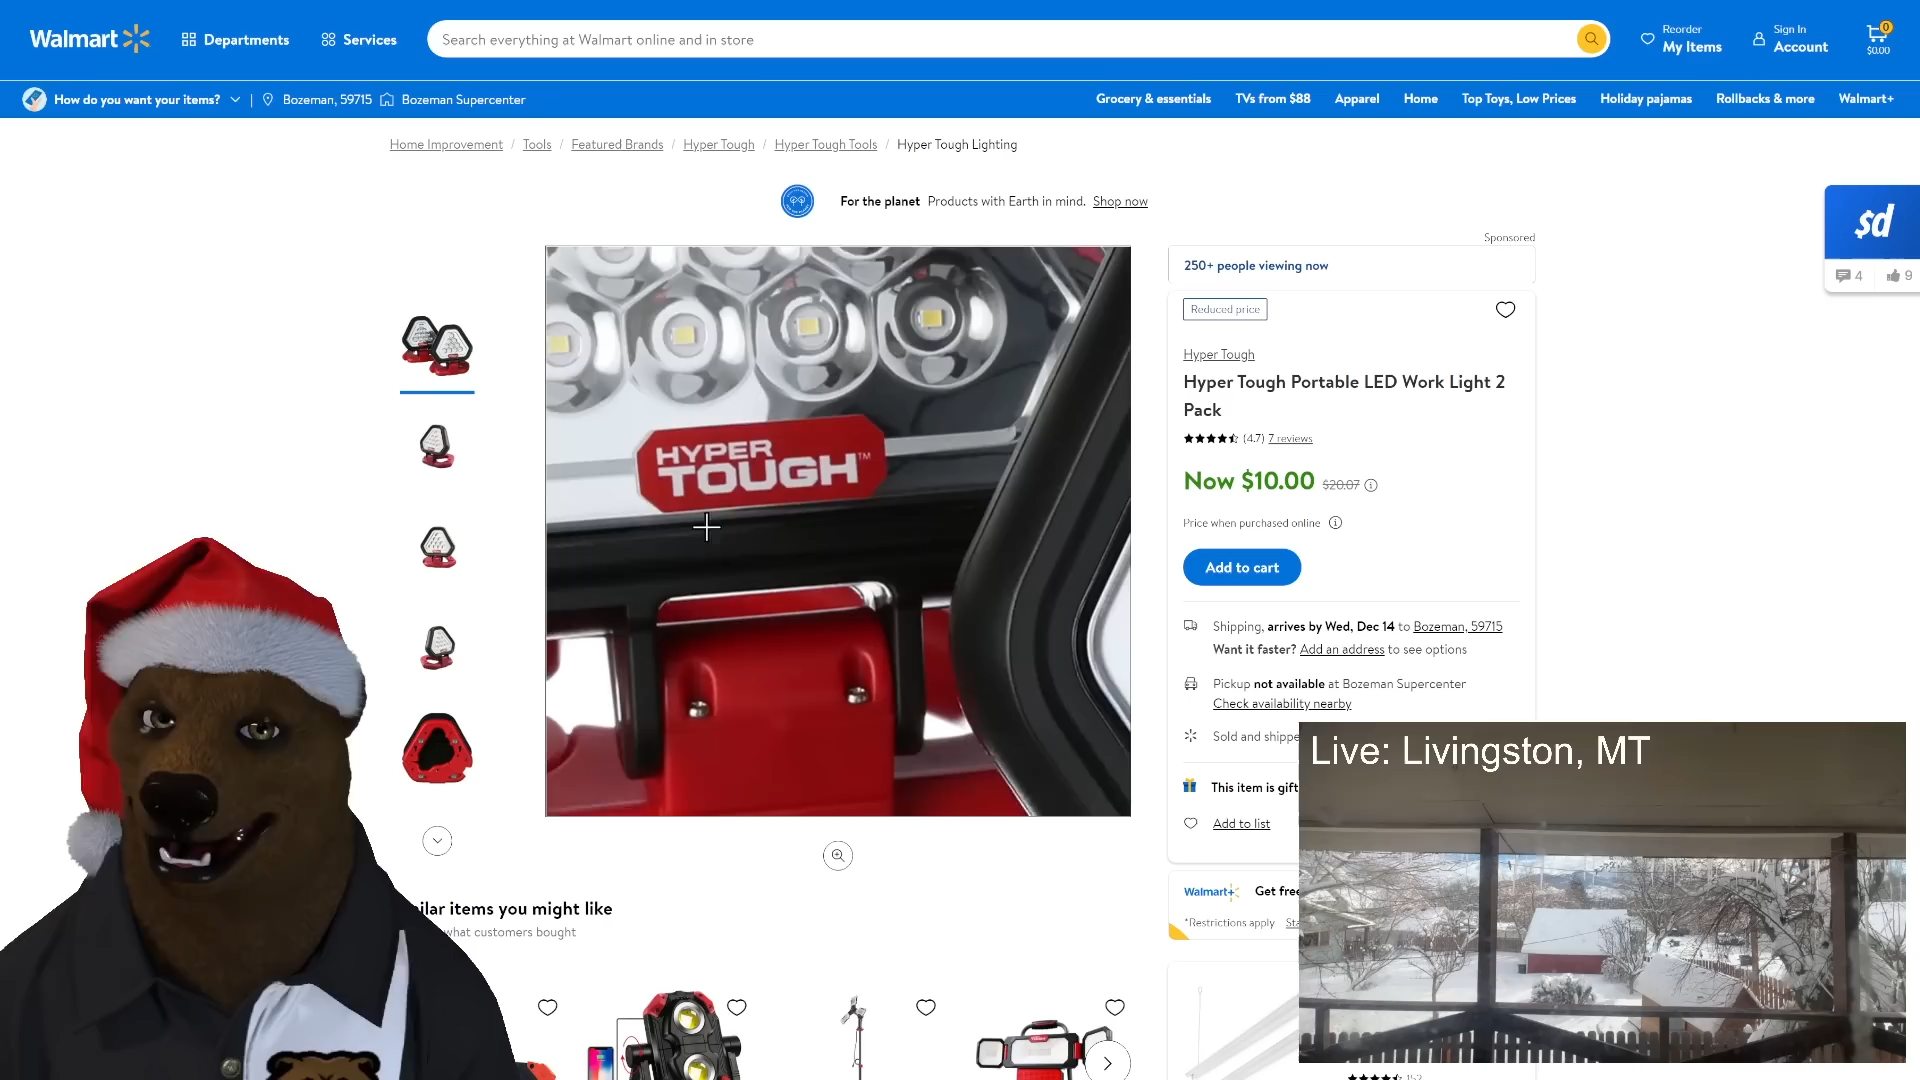 Walmart
Departments
Services
Search everything at Walmart online and in store
Reorder
My Items
Sign In
Account
0
$0.00
How do you want your items?
Bozeman, 59715
Bozeman Supercenter
Grocery & essentials
TVs from $88
Apparel
Home
Top Toys, Low Prices
Holiday pajamas
Rollbacks & more
Walmart+
Home Improvement / Tools / Featured Brands / Hyper Tough / Hyper Tough Tools / Hyper Tough Lighting
For the planet Products with Earth in mind. Shop now
Sponsored
$d
4
9
250+ people viewing now
Reduced price
Hyper Tough
Hyper Tough Portable LED Work Light 2
Pack
(4.7) 7 reviews
Now $10.00 $20.07
Price when purchased online
Add to cart
Shipping, arrives by Wed, Dec 14 to Bozeman, 59715
Want it faster? Add an address to see options
Pickup not available at Bozeman Supercenter
Check availability nearby
Sold and shippe
This item is gift
Add to list
Walmart+
Get free
*Restrictions apply
HYPER
TOUGH™
ilar items you might like
what customers bought
Live: Livingston, MT
152